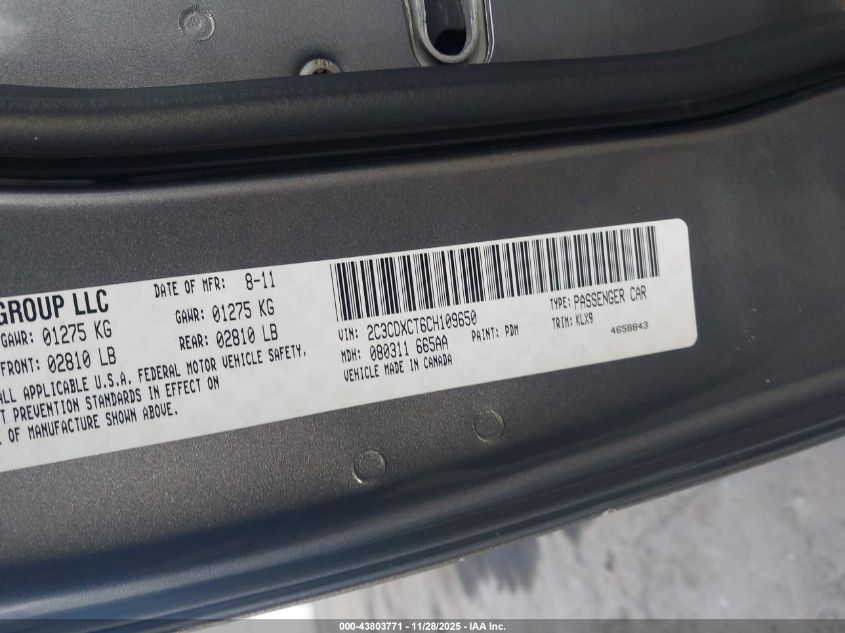 GROUP LLC
DATE OF MFR: 8-11
GAWR: 01275 KG
GAWR: 01275 KG
FRONT: 02810 LB
REAR: 02810 LB
ALL APPLICABLE U.S.A. FEDERAL MOTOR VEHICLE SAFETY,
PREVENTION STANDARDS IN EFFECT ON
OF MANUFACTURE SHOWN ABOVE.
VIN: 2C3CDXCT6CH109650
TYPE: PASSENGER CAR
MDH: 080311 665AA
PAINT: PDM
TRIM: KLX9
VEHICLE MADE IN CANADA
4658843
000-43803771 | 11/28/2025 - IAA Inc.